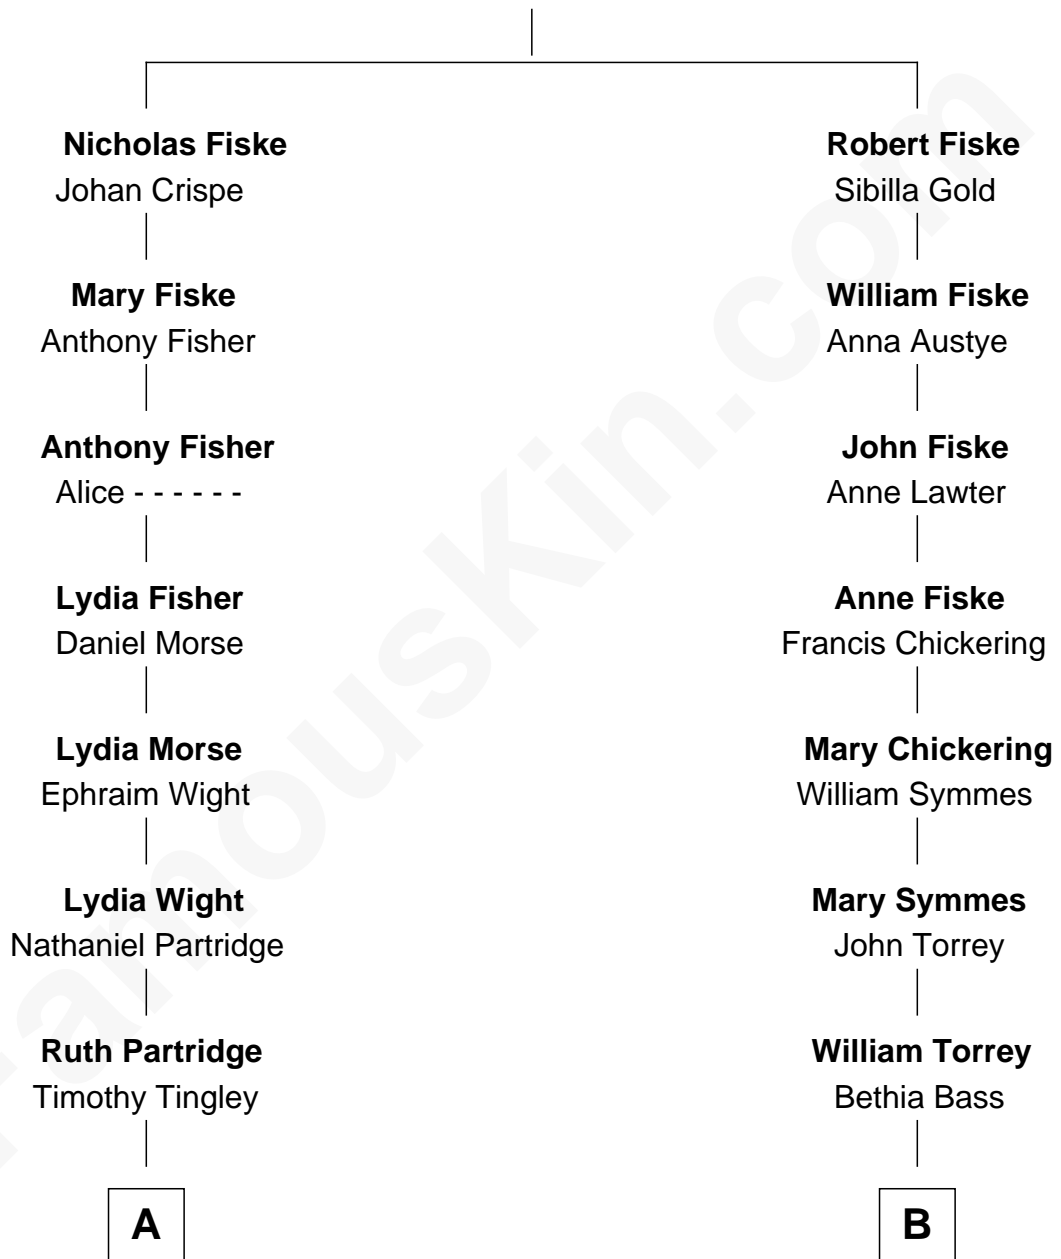 Nicholas Fiske
Johan Crispe
Mary Fiske
Anthony Fisher
Anthony Fisher
Alice - - - - - -
Lydia Fisher
Daniel Morse
Lydia Morse
Ephraim Wight
Lydia Wight
Nathaniel Partridge
Ruth Partridge
Timothy Tingley
A
Robert Fiske
Sibilla Gold
William Fiske
Anna Austye
John Fiske
Anne Lawter
Anne Fiske
Francis Chickering
Mary Chickering
William Symmes
Mary Symmes
John Torrey
William Torrey
Bethia Bass
B
FamousKin.com